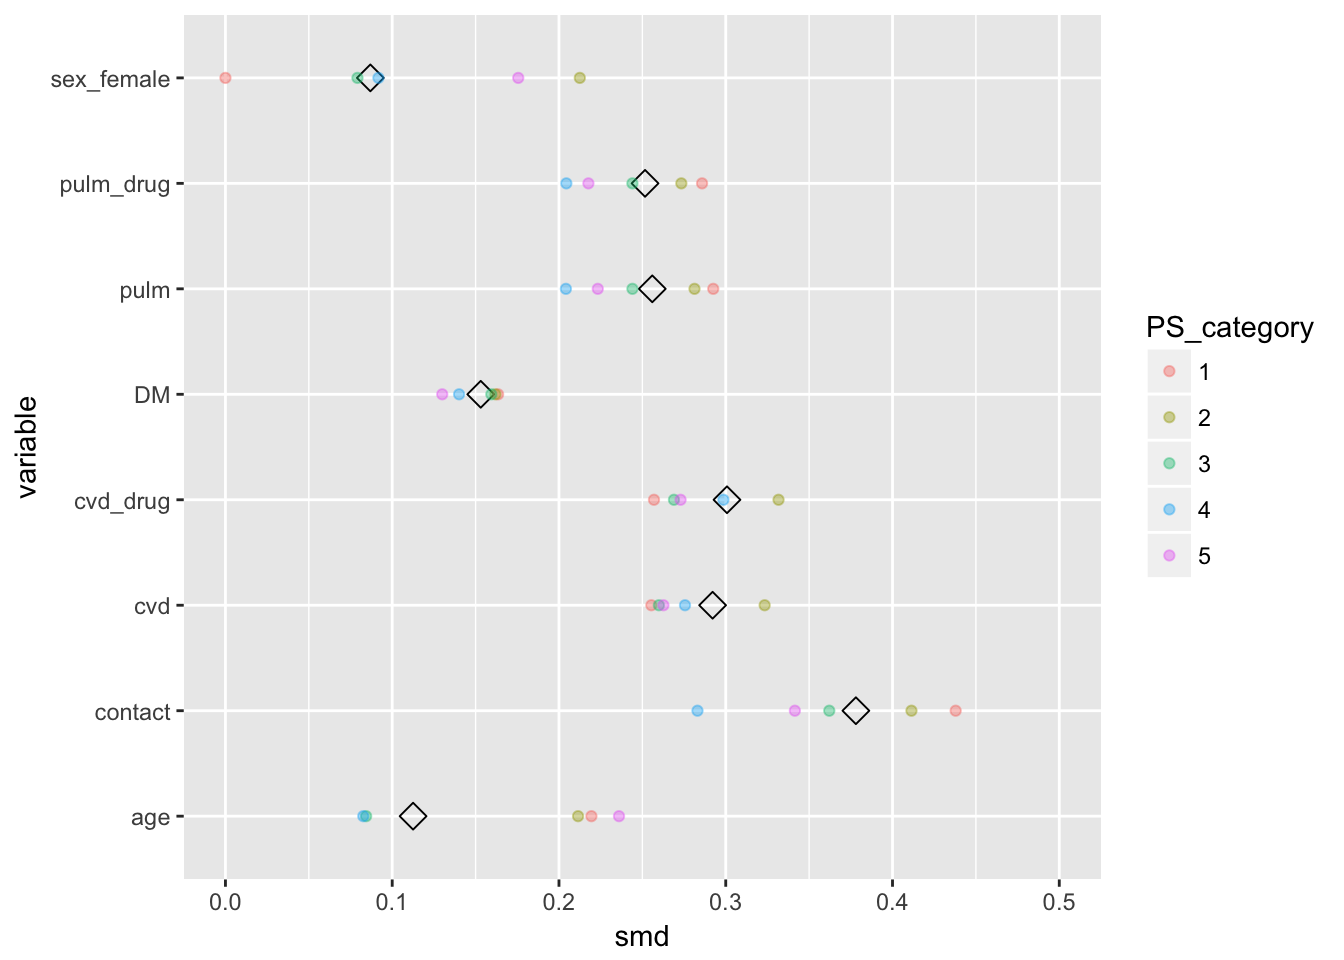 sex_female
pulm_drug
pulm
DM
cvd_drug
cvd
contact
age
variable
0.0 0.1 0.2 0.3 0.4 0.5
smd
PS_category
1
2
3
4
5